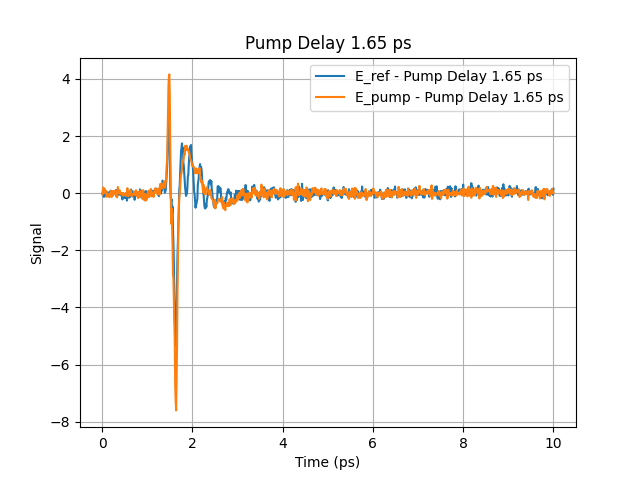 Pump Delay 1.65 ps
E_ref - Pump Delay 1.65 ps
E_pump - Pump Delay 1.65 ps
4
2
0
−2
−4
−6
−8
Signal
0 2 4 6 8 10
Time (ps)